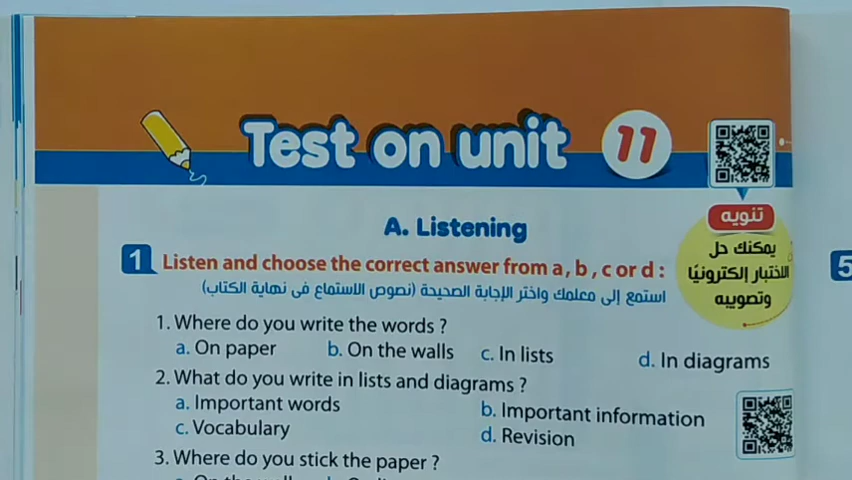 Test on unit 11
تنويه
يمكنك حل
الاختبار إلكترونيًا
وتصويبه
A. Listening
1 Listen and choose the correct answer from a, b, c or d :
استمع إلى معلمك واختر الإجابة الصحيحة (نصوص الاستماع فى نهاية الكتاب)
1. Where do you write the words ?
a. On paper b. On the walls c. In lists d. In diagrams
2. What do you write in lists and diagrams ?
a. Important words b. Important information
c. Vocabulary d. Revision
3. Where do you stick the paper ?
5